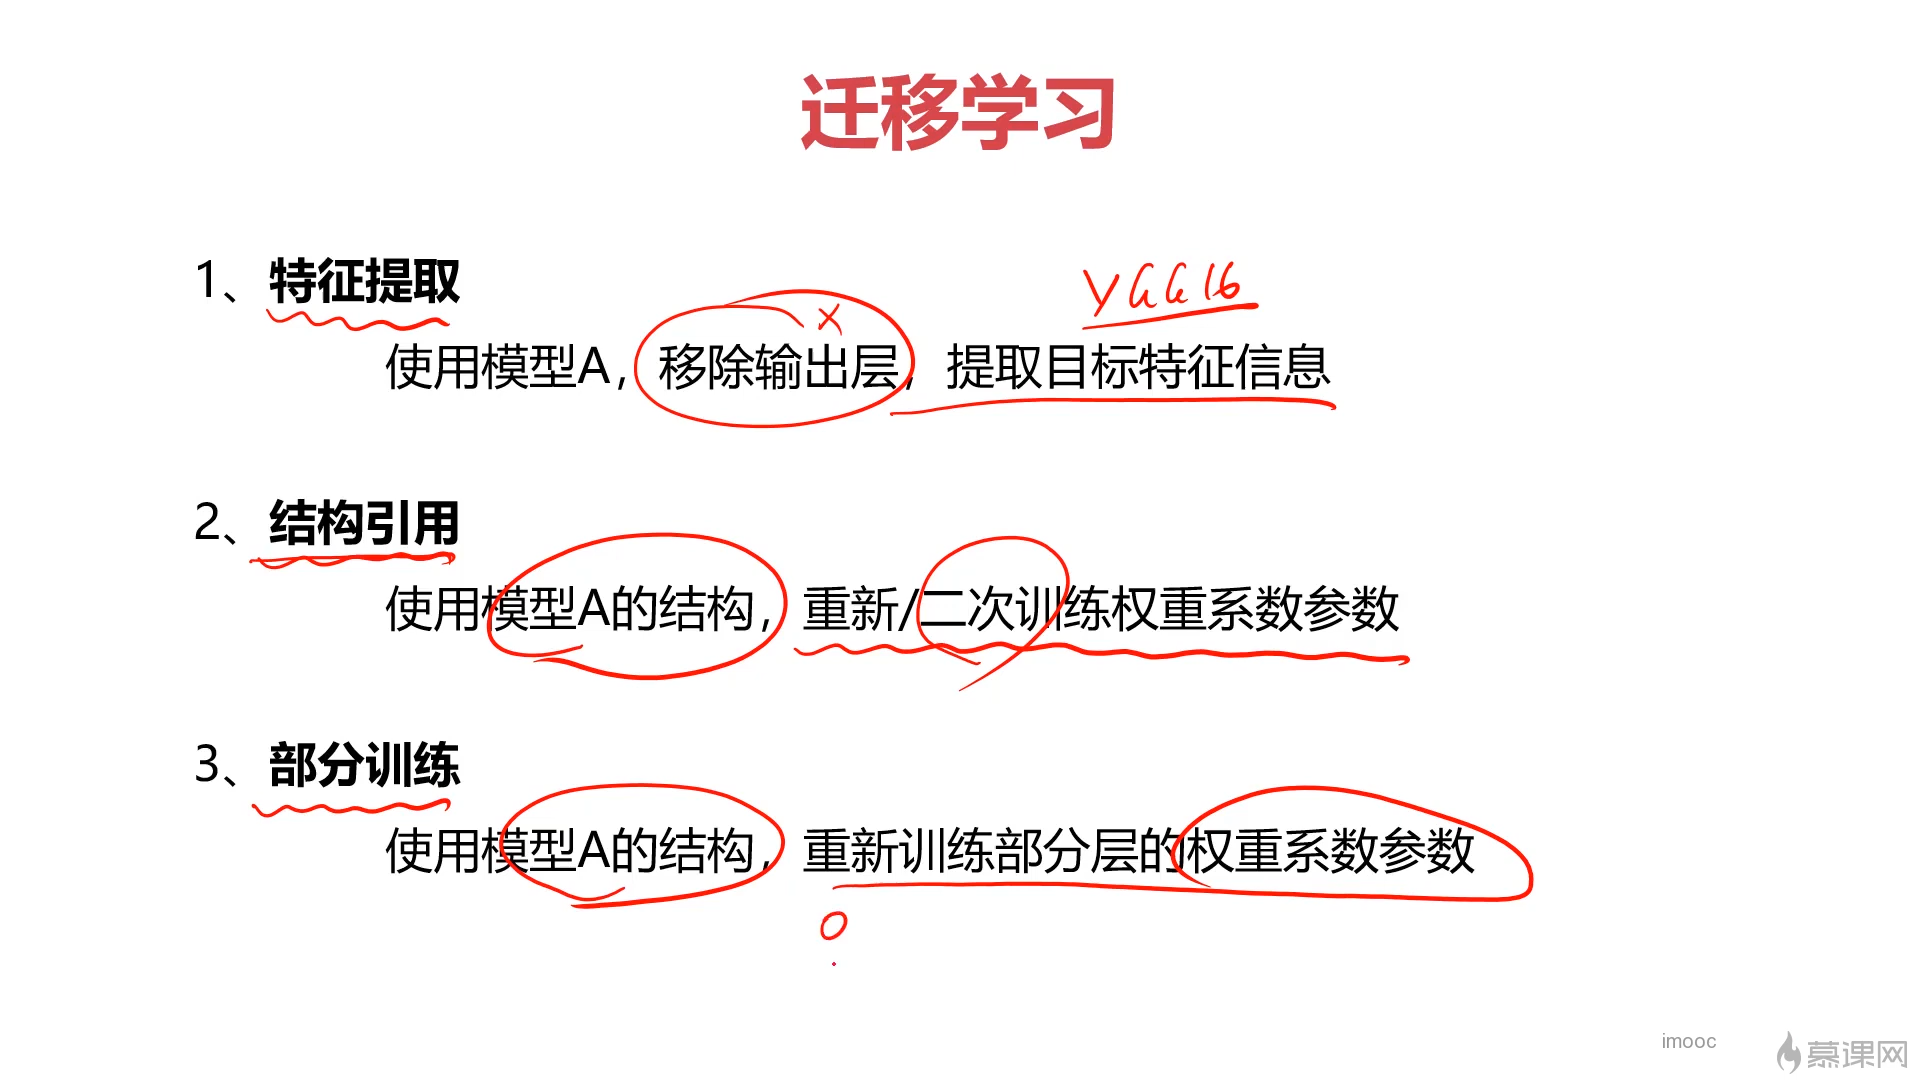 迁移学习
1、特征提取
VGG16
使用模型A，移除输出层，提取目标特征信息
2、结构引用
使用模型A的结构，重新/二次训练权重系数参数
3、部分训练
使用模型A的结构，重新训练部分层的权重系数参数
imooc
慕课网